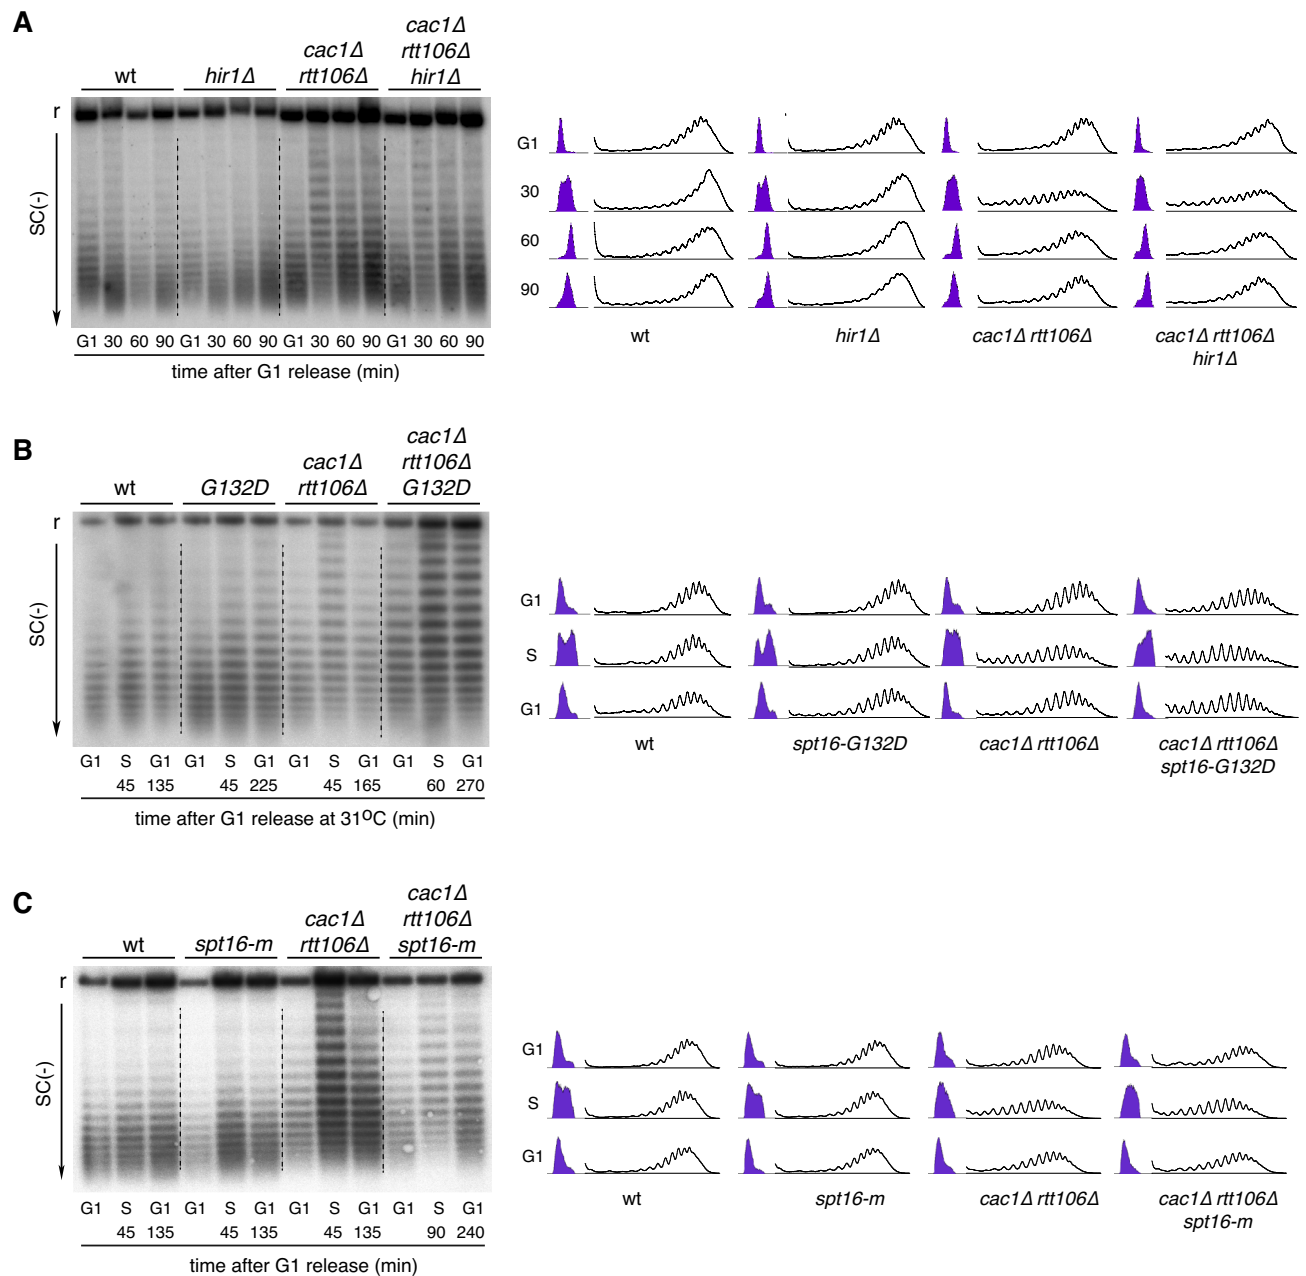 A
cac1Δ
cac1Δ rtt106Δ
wt hir1Δ rtt106Δ hir1Δ
r
SC(-)
G1 30 60 90 G1 30 60 90 G1 30 60 90 G1 30 60 90
time after G1 release (min)
G1
30
60
90
wt hir1Δ cac1Δ rtt106Δ cac1Δ rtt106Δ
hir1Δ
B
cac1Δ
cac1Δ rtt106Δ
wt G132D rtt106Δ G132D
r
SC(-)
G1 S G1 G1 S G1 G1 S G1 G1 S G1
45 135 45 225 45 165 60 270
time after G1 release at 31ºC (min)
G1
S
G1
wt spt16-G132D cac1Δ rtt106Δ cac1Δ rtt106Δ
spt16-G132D
C
cac1Δ
cac1Δ rtt106Δ
wt spt16-m rtt106Δ spt16-m
r
SC(-)
G1 S G1 G1 S G1 G1 S G1 G1 S G1
45 135 45 135 45 135 90 240
time after G1 release (min)
G1
S
G1
wt spt16-m cac1Δ rtt106Δ cac1Δ rtt106Δ
spt16-m